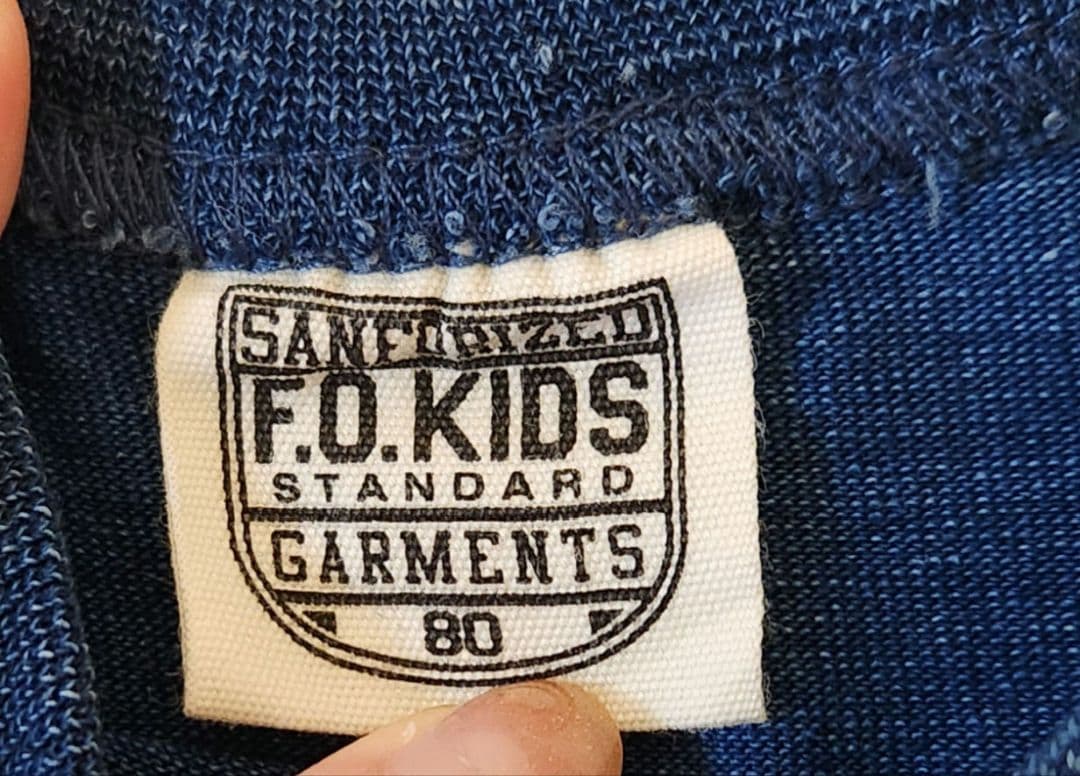 SANFORIZED
F.O.KIDS
STANDARD
GARMENTS
80